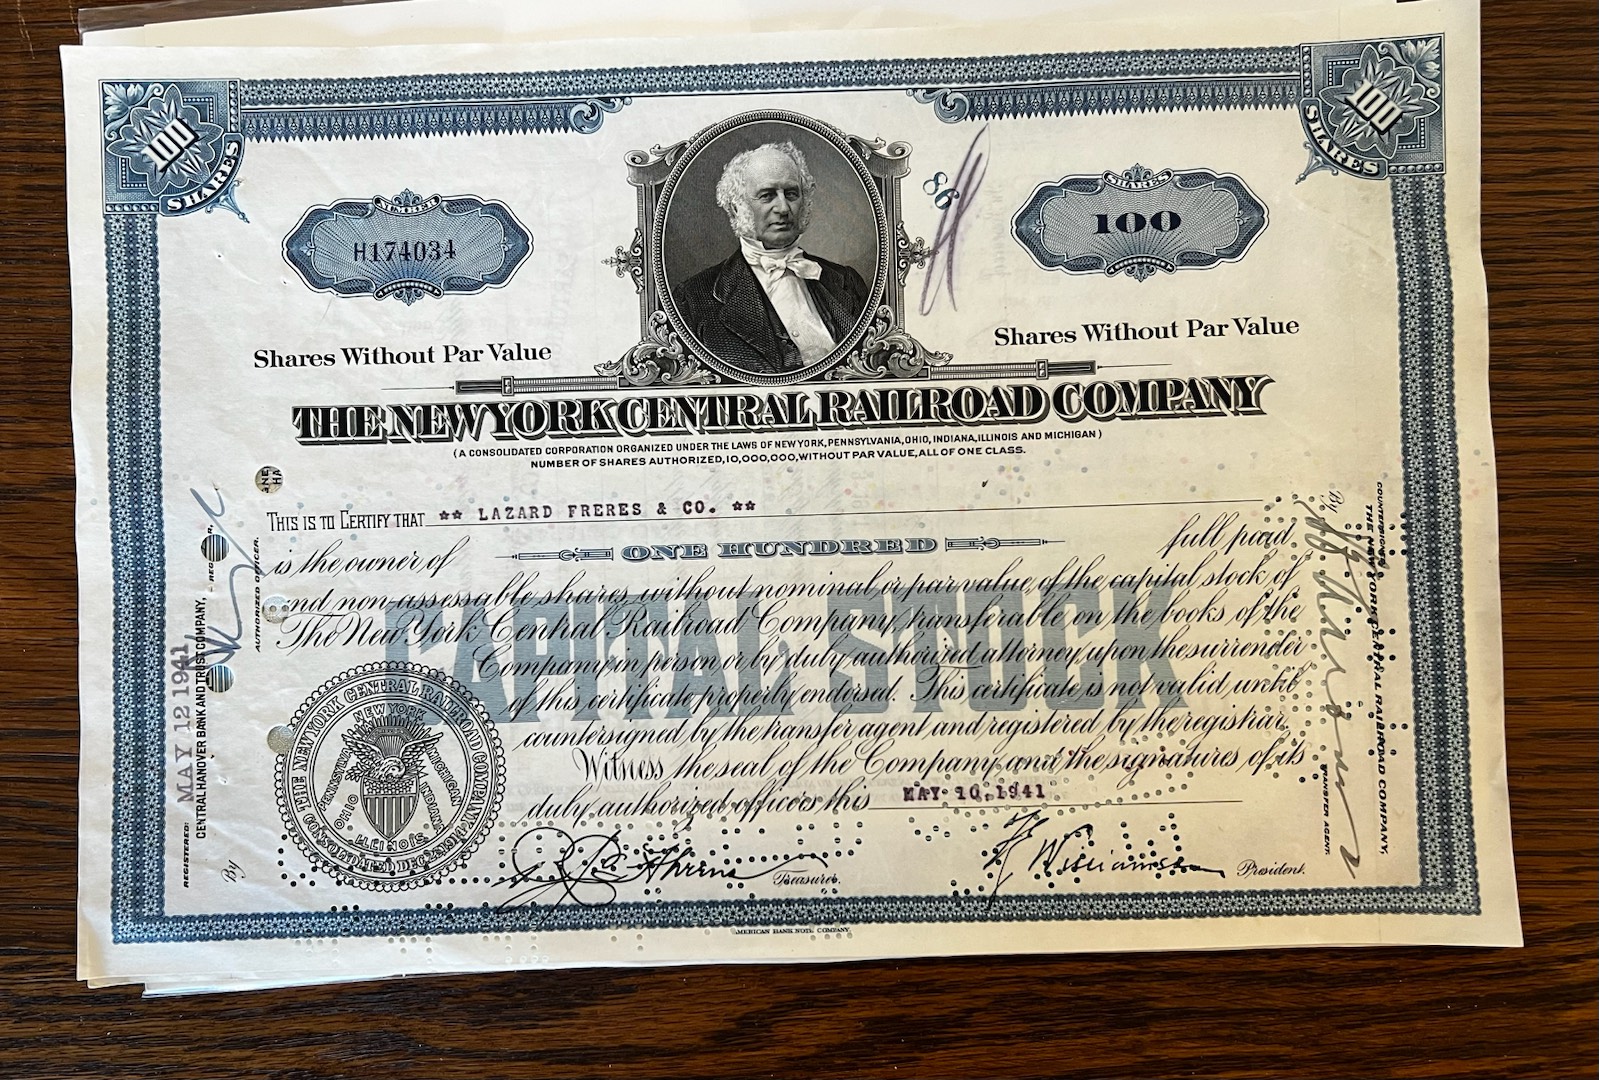 100 SHARES
100 SHARES
NUMBER
H174034
86
SHARES
100
Shares Without Par Value
Shares Without Par Value
THE NEW YORK CENTRAL RAILROAD COMPANY
(A CONSOLIDATED CORPORATION ORGANIZED UNDER THE LAWS OF NEW YORK, PENNSYLVANIA, OHIO, INDIANA, ILLINOIS AND MICHIGAN)
NUMBER OF SHARES AUTHORIZED, 10,000,000, WITHOUT PAR VALUE, ALL OF ONE CLASS.
THIS IS TO CERTIFY THAT ** LAZARD FRERES & CO. **
is the owner of ONE HUNDRED full paid
and non-assessable shares, without nominal or par value, of the capital stock of
The New York Central Railroad Company, transferable on the books of the
Company, in person or by duly authorized attorney, upon the surrender
of this certificate properly endorsed. This certificate is not valid until
countersigned by the transfer agent and registered by the registrar.
Witness the seal of the Company and the signatures of its
duly authorized officers this MAY 10, 1941
CAPITAL STOCK
Treasurer.
President.
THE NEW YORK CENTRAL RAILROAD COMPANY
CONSOLIDATED DEC.
NEW YORK
PENNSYLVANIA
MICHIGAN
OHIO
INDIANA
ILLINOIS
REGISTERED: MAY 12 1941
CENTRAL HANOVER BANK AND TRUST COMPANY,
By
AUTHORIZED OFFICER.
THE NEW YORK CENTRAL RAILROAD COMPANY,
By
TRANSFER AGENT.
AMERICAN BANK NOTE COMPANY.